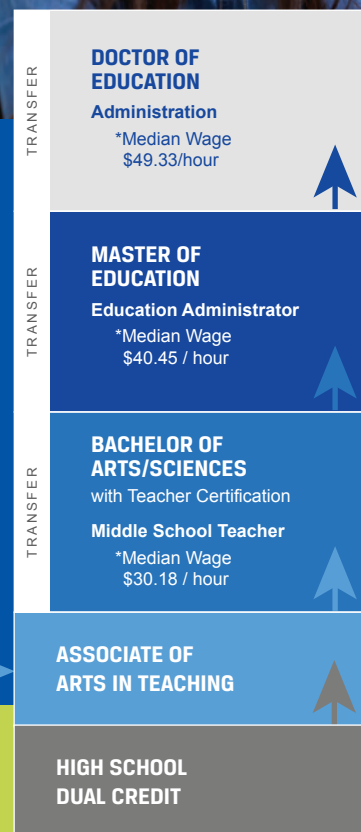 TRANSFER
DOCTOR OF
EDUCATION
Administration
*Median Wage
$49.33/hour
TRANSFER
MASTER OF
EDUCATION
Education Administrator
*Median Wage
$40.45 / hour
TRANSFER
BACHELOR OF
ARTS/SCIENCES
with Teacher Certification
Middle School Teacher
*Median Wage
$30.18 / hour
ASSOCIATE OF
ARTS IN TEACHING
HIGH SCHOOL
DUAL CREDIT